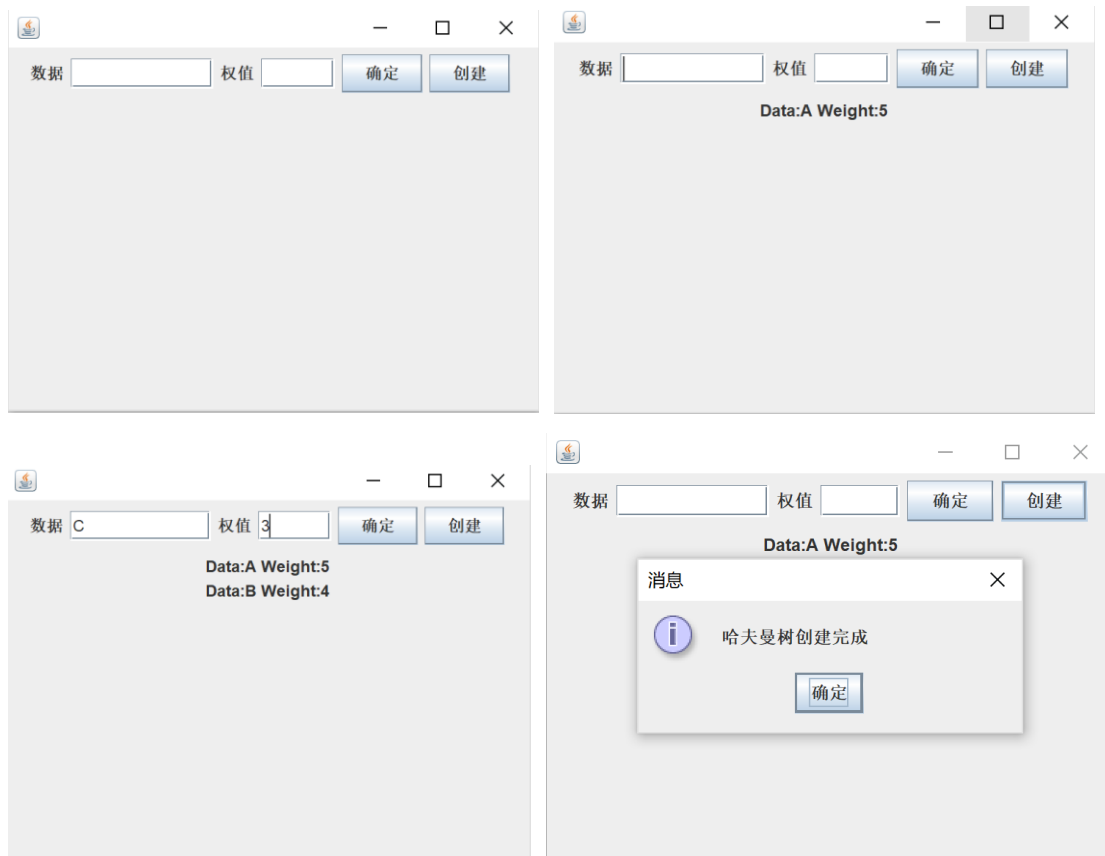 数据 权值 确定 创建
数据 权值 确定 创建
Data:A Weight:5
数据 C 权值 3 确定 创建
Data:A Weight:5
Data:B Weight:4
数据 权值 确定 创建
Data:A Weight:5
消息
哈夫曼树创建完成
确定